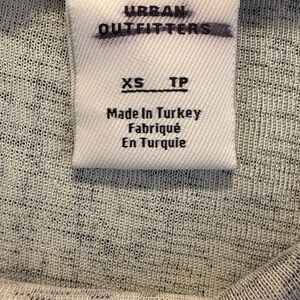 URBAN
OUTFITTERS
XS TP
Made In Turkey
Fabriqué
En Turquie